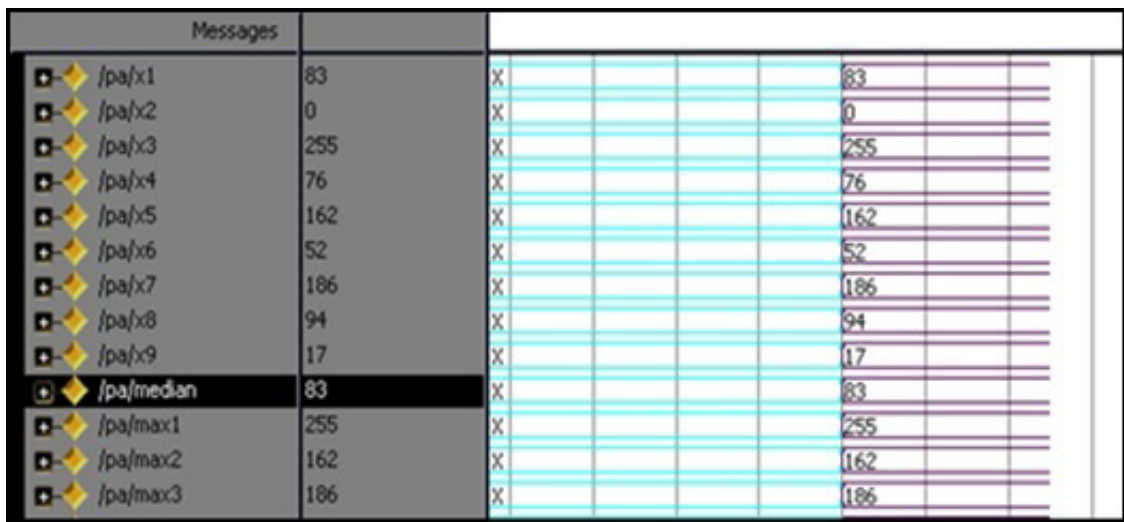 Messages
/pa/x1 83 X 83
/pa/x2 0 X 0
/pa/x3 255 X 255
/pa/x4 76 X 76
/pa/x5 162 X 162
/pa/x6 52 X 52
/pa/x7 186 X 186
/pa/x8 94 X 94
/pa/x9 17 X 17
/pa/median 83 X 83
/pa/max1 255 X 255
/pa/max2 162 X 162
/pa/max3 186 X 186